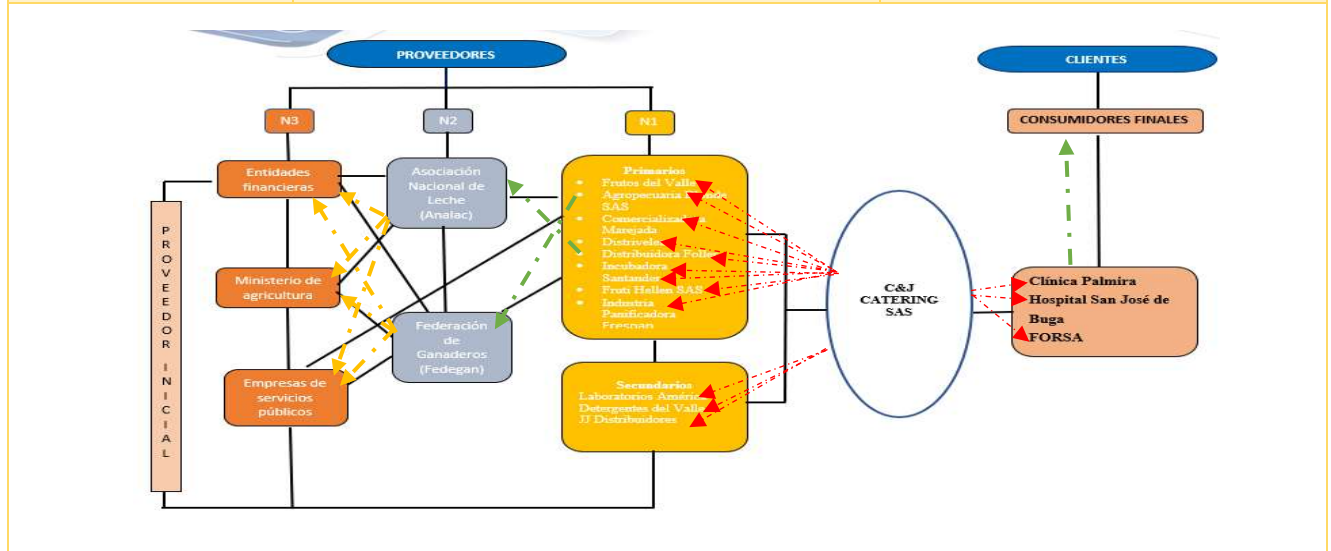 PROVEEDORES
CLIENTES
N3
N2
N1
CONSUMIDORES FINALES
Entidades
financieras
Asociación
Nacional de
Leche
(Analac)
Primarios
Frutos del Valle
Agropecuaria
SAS
Comercializadora
Marejada
Distribuidora
Incubadora
Santander
Fruti Hallen SAS
Industria
Panificadora
PROVEEDOR INICIAL
Ministerio de
agricultura
Federación
de
Ganaderos
(Fedegan)
Empresas de
servicios
públicos
Secundarios
Laboratorios
Detergentes del Valle
JJ Distribuidores
C&J
CATERING
SAS
Clínica Palmira
Hospital San José de
Buga
FORSA